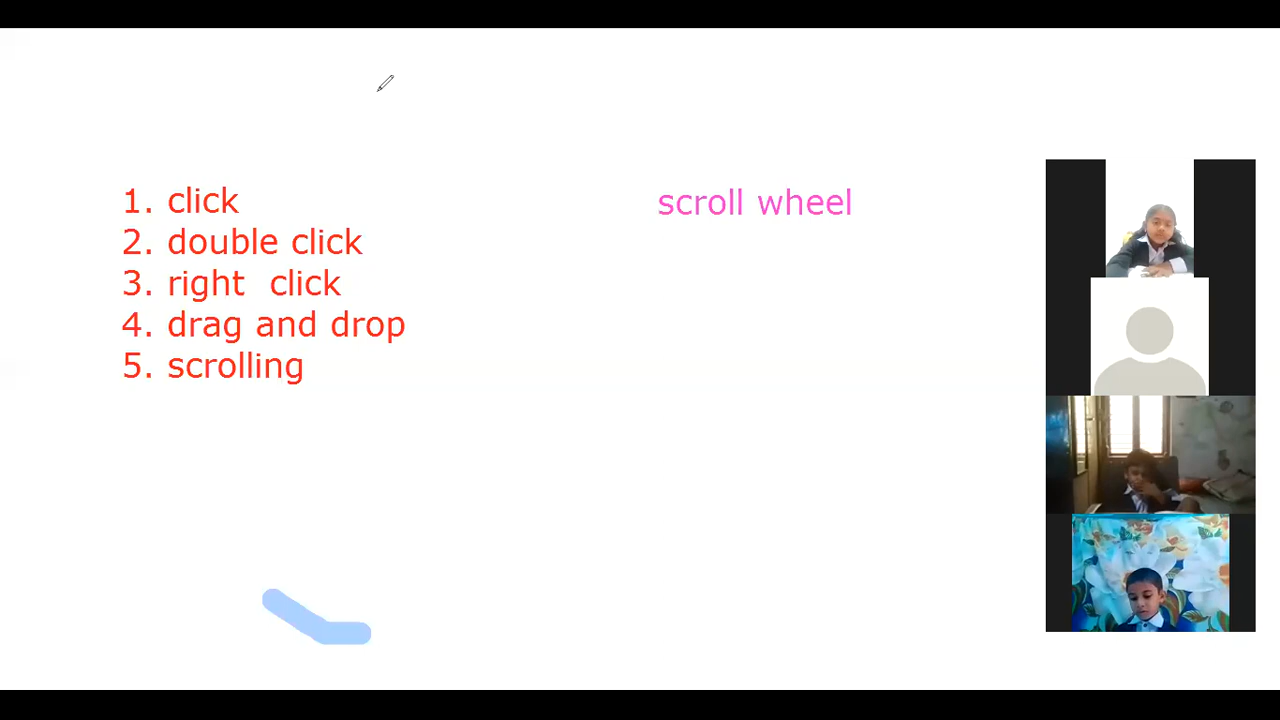 1. click
2. double click
3. right  click
4. drag and drop
5. scrolling
scroll wheel